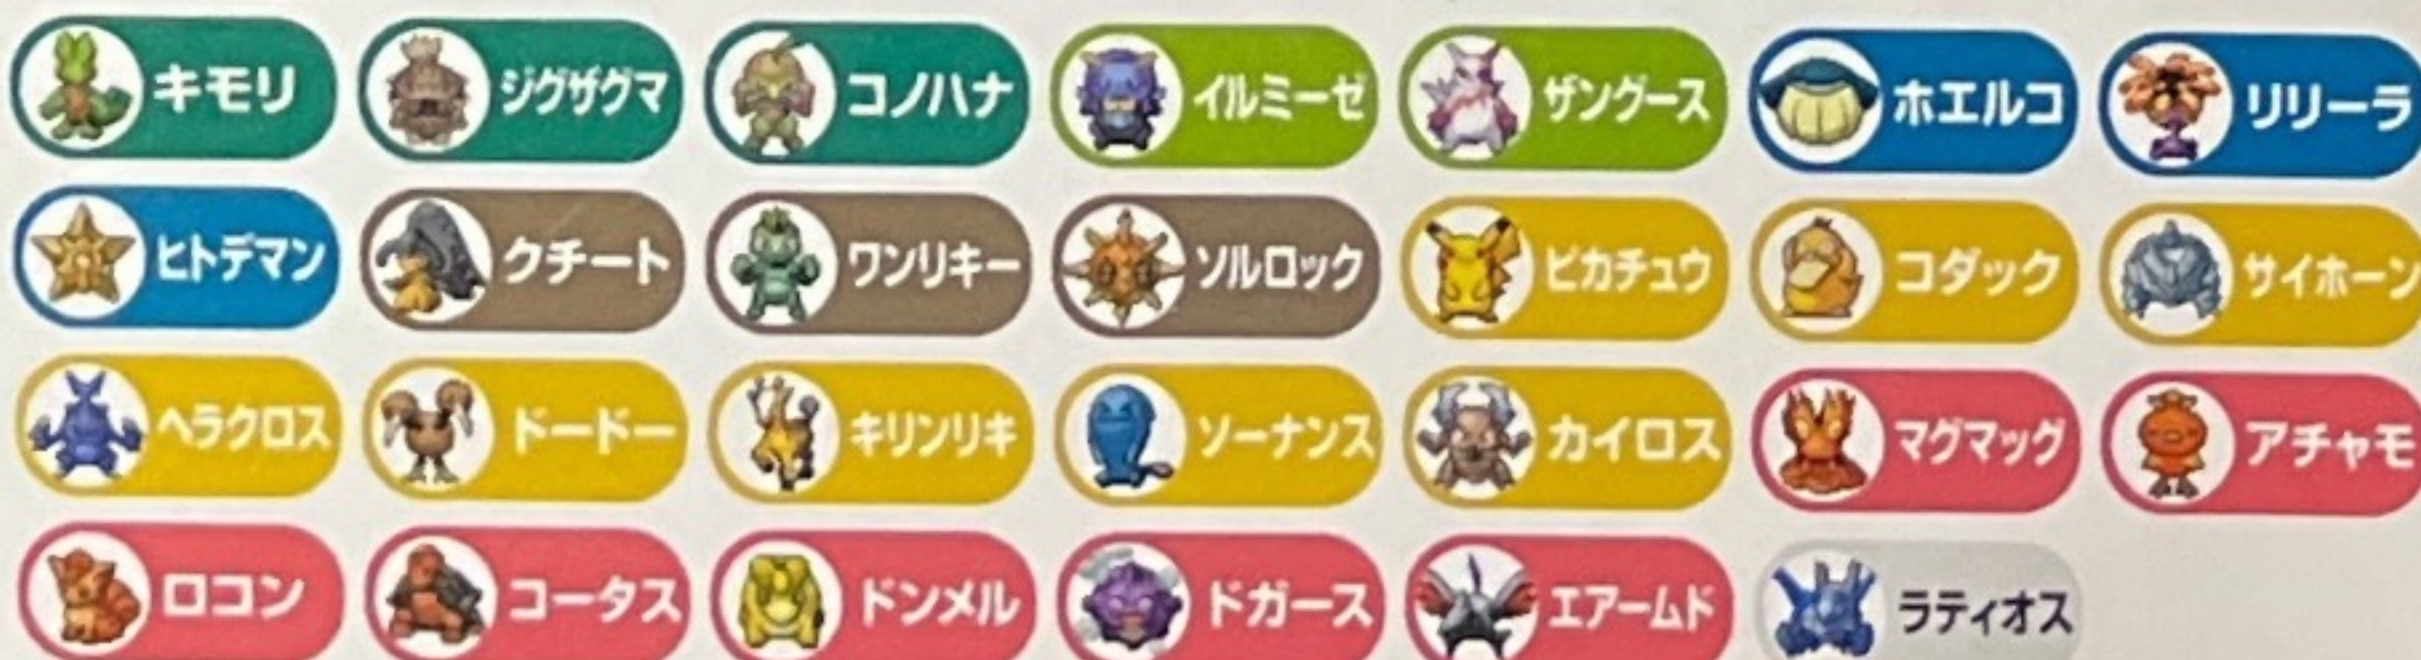 キモリ ジグザグマ コノハナ イルミーゼ ザングース ホエルコ リリーラ
ヒトデマン クチート ワンリキー ソルロック ピカチュウ コダック サイホーン
ヘラクロス ドードー キリンリキ ソーナンス カイロス マグマッグ アチャモ
ロコン コータス ドンメル ドガース エアームド ラティオス